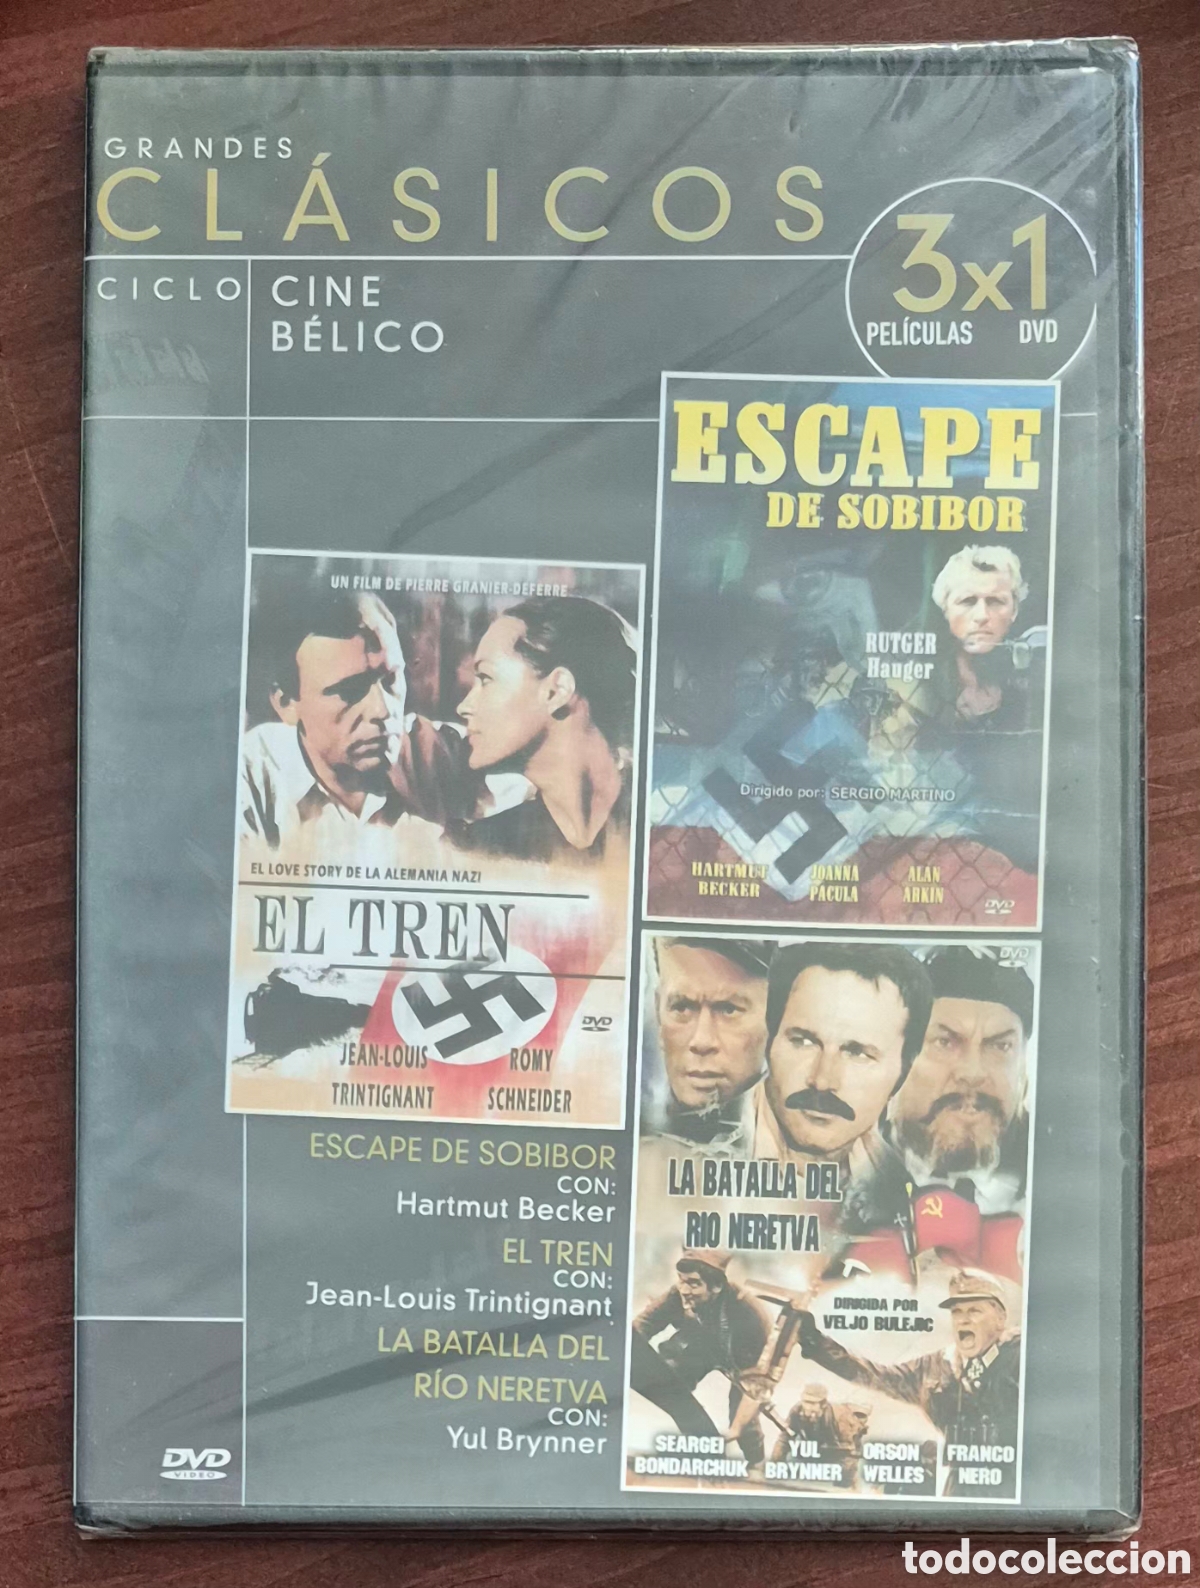 GRANDES
CLÁSICOS
3x1
PELÍCULAS DVD
CICLO
CINE
BÉLICO
ESCAPE
DE SOBIBOR
RUTGER
Hauger
Dirigido por: SERGIO MARTINO
HARTMUT
BECKER
JOANNA
PACULA
ALAN
ARKIN
DVD
UN FILM DE PIERRE GRANIER-DEFERRE
EL LOVE STORY DE LA ALEMANIA NAZI
EL TREN
DVD
JEAN-LOUIS
TRINTIGNANT
ROMY
SCHNEIDER
DVD
LA BATALLA DEL
RIO NERETVA
DIRIGIDA POR
VELJO BULEJIC
SEARGEI
BONDARCHUK
YUL
BRYNNER
ORSON
WELLES
FRANCO
NERO
ESCAPE DE SOBIBOR
CON:
Hartmut Becker
EL TREN
CON:
Jean-Louis Trintignant
LA BATALLA DEL
RÍO NERETVA
CON:
Yul Brynner
DVD
VIDEO
todocoleccion